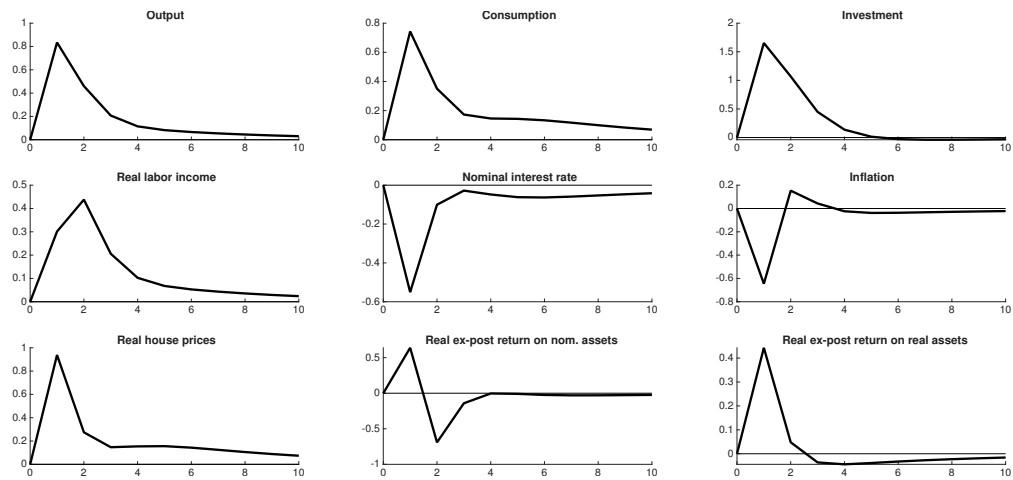 Output
1
0.8
0.6
0.4
0.2
0
0 2 4 6 8 10
Consumption
0.8
0.6
0.4
0.2
0
0 2 4 6 8 10
Investment
2
1.5
1
0.5
0
0 2 4 6 8 10
Real labor income
0.5
0.4
0.3
0.2
0.1
0
0 2 4 6 8 10
Nominal interest rate
0
-0.2
-0.4
-0.6
0 2 4 6 8 10
Inflation
0.2
0
-0.2
-0.4
-0.6
-0.8
0 2 4 6 8 10
Real house prices
1
0.8
0.6
0.4
0.2
0
0 2 4 6 8 10
Real ex-post return on nom. assets
0.5
0
-0.5
-1
0 2 4 6 8 10
Real ex-post return on real assets
0.4
0.3
0.2
0.1
0
0 2 4 6 8 10